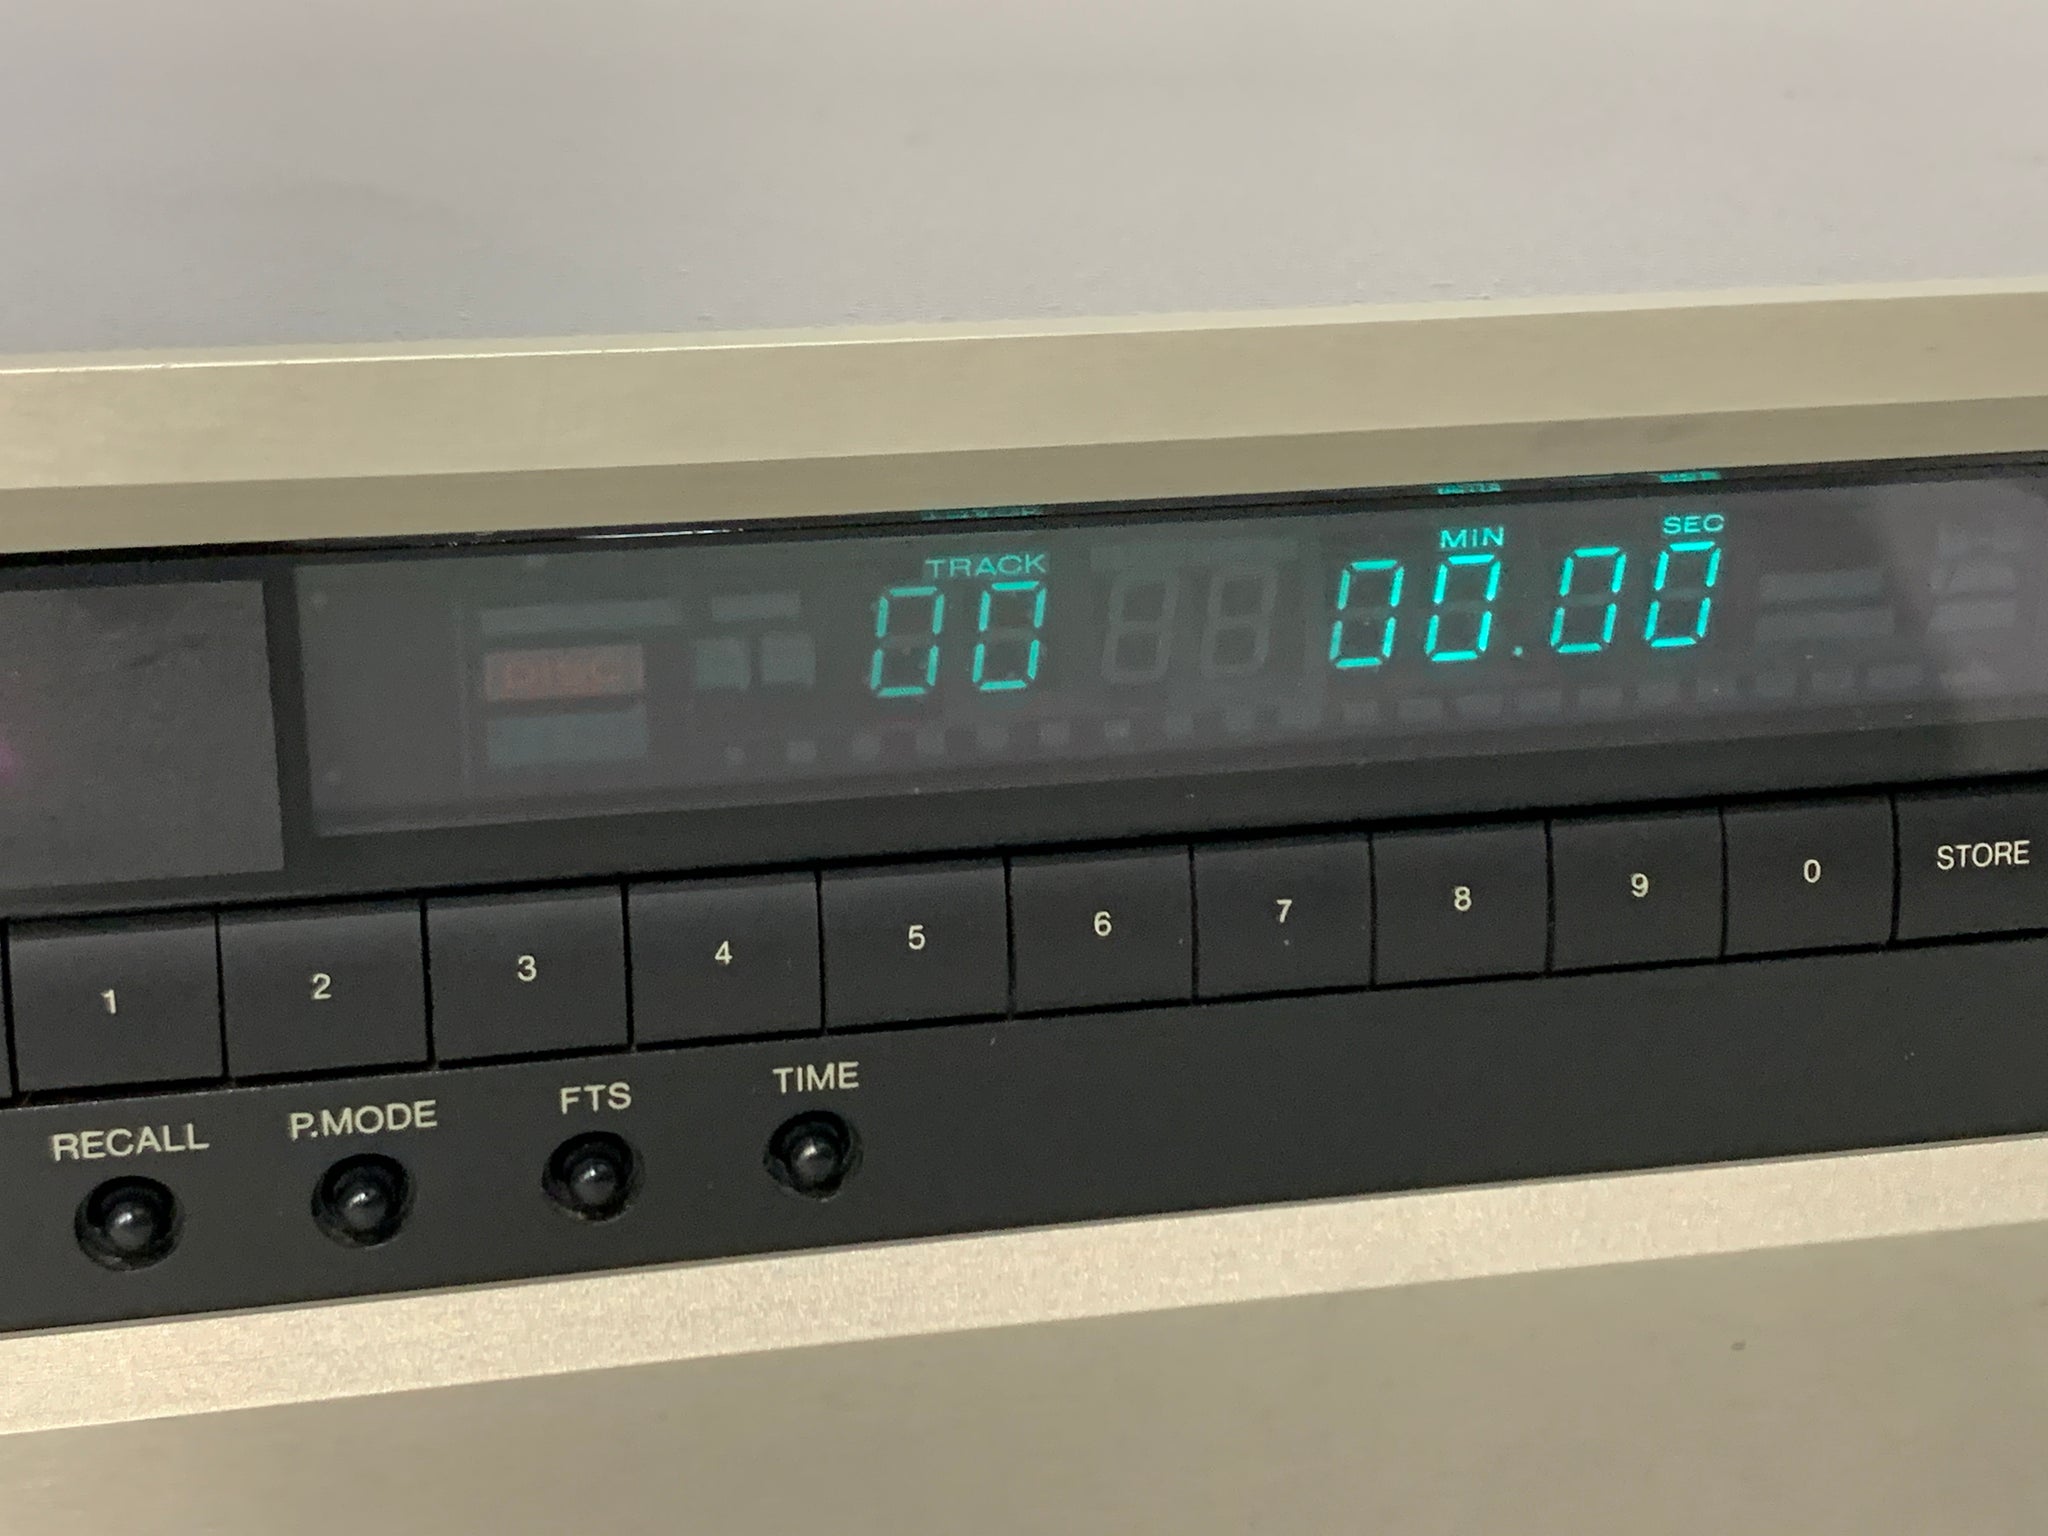 TRACK MIN SEC
DISC 00 00.00
1 2 3 4 5 6 7 8 9 0 STORE
RECALL P.MODE FTS TIME